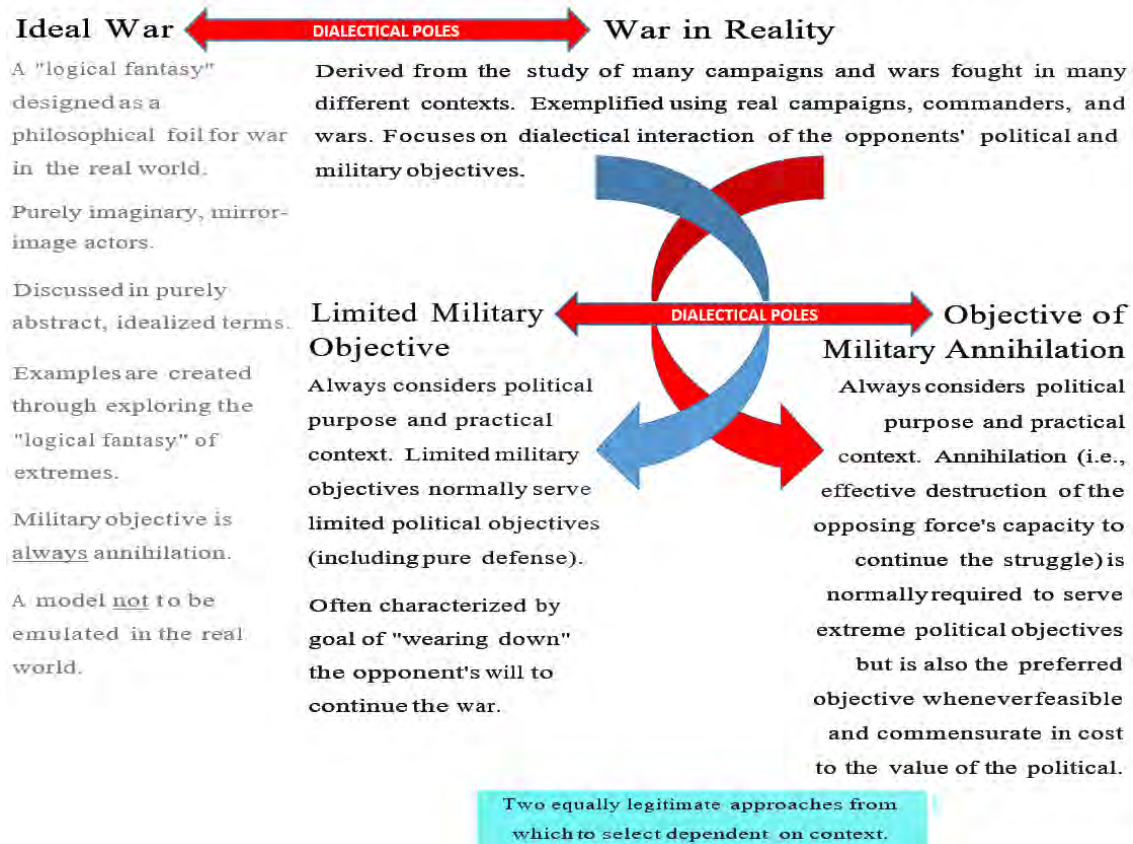 Ideal War
DIALECTICAL POLES
War in Reality
A "logical fantasy"
designed as a
philosophical foil for war
in the real world.
Purely imaginary, mirror-
image actors.
Discussed in purely
abstract, idealized terms.
Examples are created
through exploring the
"logical fantasy" of
extremes.
Military objective is
always annihilation.
A model not to be
emulated in the real
world.
Derived from the study of many campaigns and wars fought in many
different contexts. Exemplified using real campaigns, commanders, and
wars. Focuses on dialectical interaction of the opponents' political and
military objectives.
Limited Military
Objective
DIALECTICAL POLES
Objective of
Military Annihilation
Always considers political
purpose and practical
context. Limited military
objectives normally serve
limited political objectives
(including pure defense).
Often characterized by
goal of "wearing down"
the opponent's will to
continue the war.
Always considers political
purpose and practical
context. Annihilation (i.e.,
effective destruction of the
opposing force's capacity to
continue the struggle) is
normally required to serve
extreme political objectives
but is also the preferred
objective whenever feasible
and commensurate in cost
to the value of the political.
Two equally legitimate approaches from
which to select dependent on context.